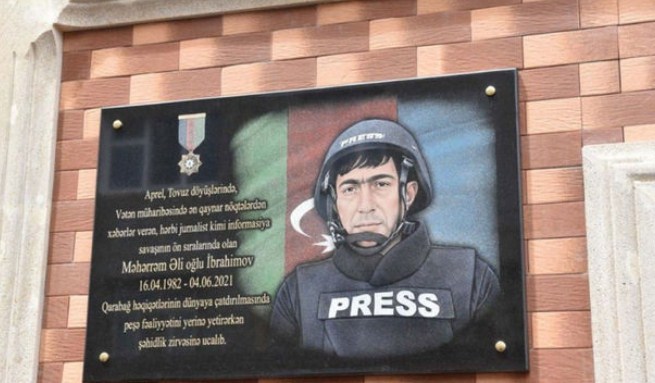 Aprel, Tovuz döyüşlərində,
Vətən müharibəsində ən qaynar nöqtələrdən
xəbərlər verən, hərbi jurnalist kimi informasiya
savaşının ön sıralarında olan
Məhərrəm Əli oğlu İbrahimov
16.04.1982 - 04.06.2021
Qarabağ həqiqətlərinin dünyaya çatdırılmasında
peşə fəaliyyətini yerinə yetirərkən
şəhidlik zirvəsinə ucalıb.
PRESS
PRESS